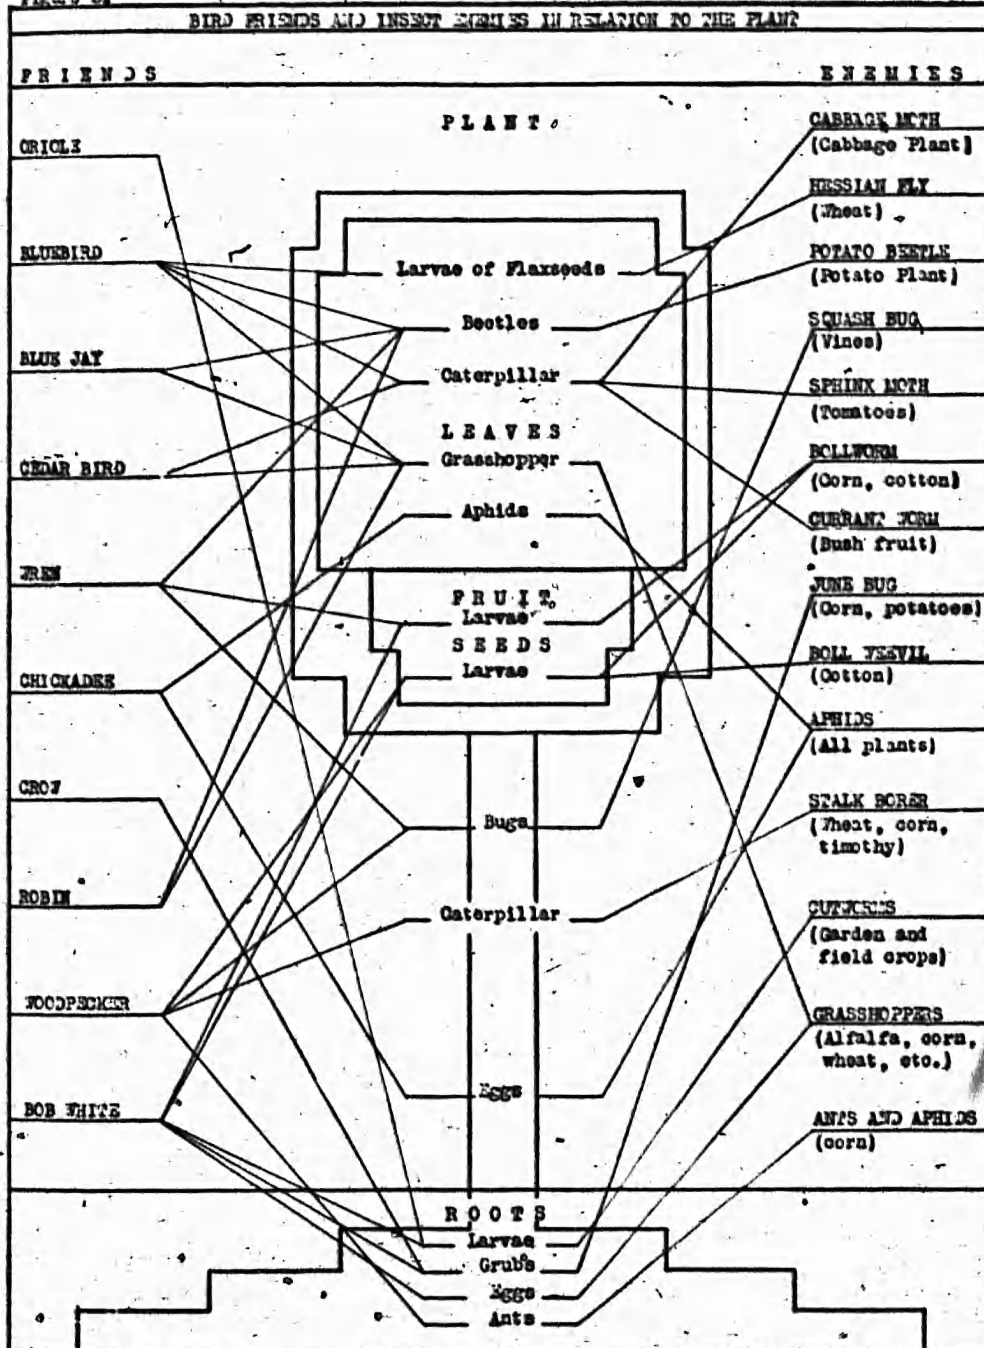 BIRD FRIENDS AND INSECT ENEMIES IN RELATION TO THE PLANT
FRIENDS
ENEMIES
PLANT
ORIOLE
BLUEBIRD
BLUE JAY
CEDAR BIRD
WREN
CHICKADEE
CROW
ROBIN
WOODPECKER
BOB WHITE
Larvae of Flaxseeds
Beetles
Caterpillar
LEAVES
Grasshopper
Aphids
FRUIT
Larvae
SEEDS
Larvae
Bugs
Caterpillar
Eggs
ROOTS
Larvae
Grubs
Eggs
Ants
CABBAGE MOTH
(Cabbage Plant)
HESSIAN FLY
(Wheat)
POTATO BEETLE
(Potato Plant)
SQUASH BUG
(Vines)
SPHINX MOTH
(Tomatoes)
BOLLWORM
(Corn, cotton)
CURRANT WORM
(Bush fruit)
JUNE BUG
(Corn, potatoes)
BOLL WEEVIL
(Cotton)
APHIDS
(All plants)
STALK BORER
(Wheat, corn,
timothy)
CUTWORMS
(Garden and
field crops)
GRASSHOPPERS
(Alfalfa, corn,
wheat, etc.)
ANTS AND APHIDS
(corn)